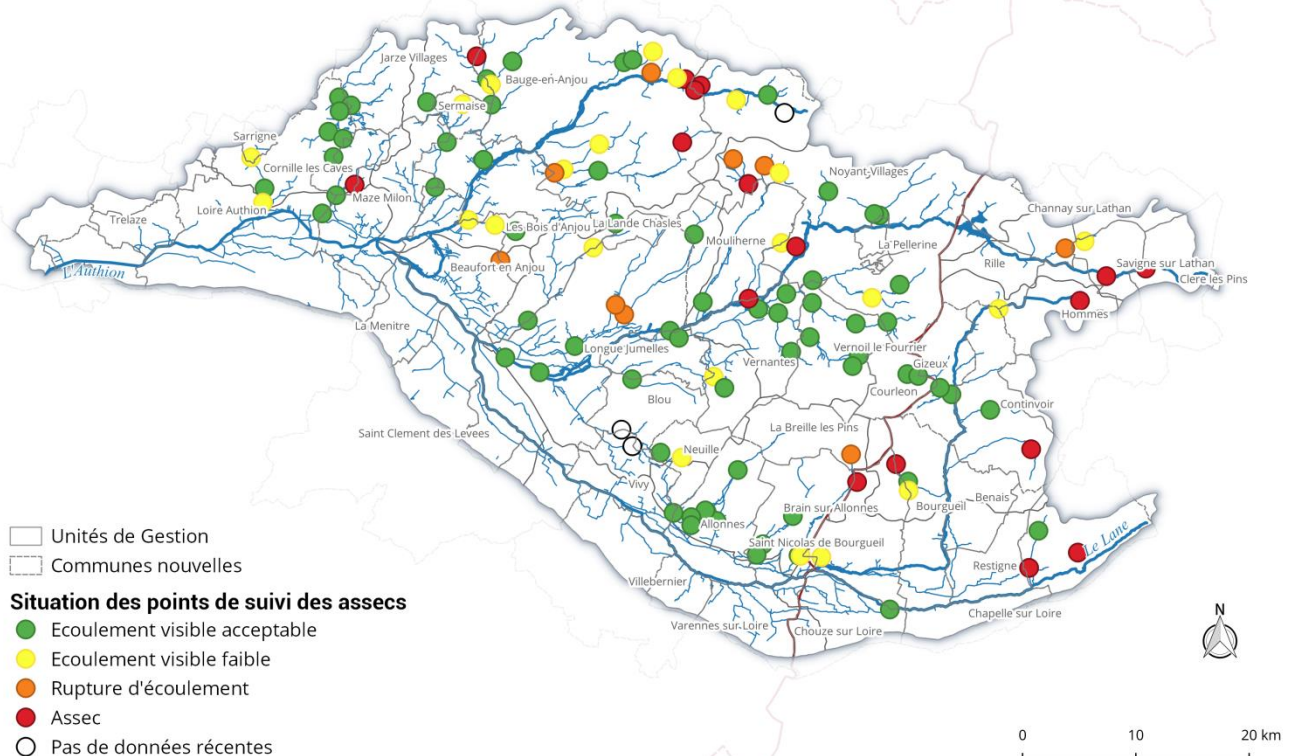 Jarze Villages
Bauge-en-Anjou
Sermaise
Sarrigne
Cornille les Caves
Maze Milon
Noyant-Villages
Trelaze
Loire Authion
Les Bois d'Anjou
La Lande Chasles
Channay sur Lathan
Mouliherne
La Pellerine
L'Authion
Beaufort en Anjou
Rille
Savigne sur Lathan
Clere les Pins
Hommes
La Menitre
Longue Jumelles
Vernantes
Vernoil le Fourrier
Gizeux
Courleon
Blou
Continvoir
Saint Clement des Levees
La Breille les Pins
Neuille
Vivy
Benais
Brain sur Allonnes
Bourgueil
Allonnes
Saint Nicolas de Bourgueil
Le Lane
Restigne
Villebernier
Chapelle sur Loire
Varennes sur Loire
Chouze sur Loire
Unités de Gestion
Communes nouvelles
Situation des points de suivi des assecs
Ecoulement visible acceptable
Ecoulement visible faible
Rupture d'écoulement
Assec
Pas de données récentes
N
0 10 20 km